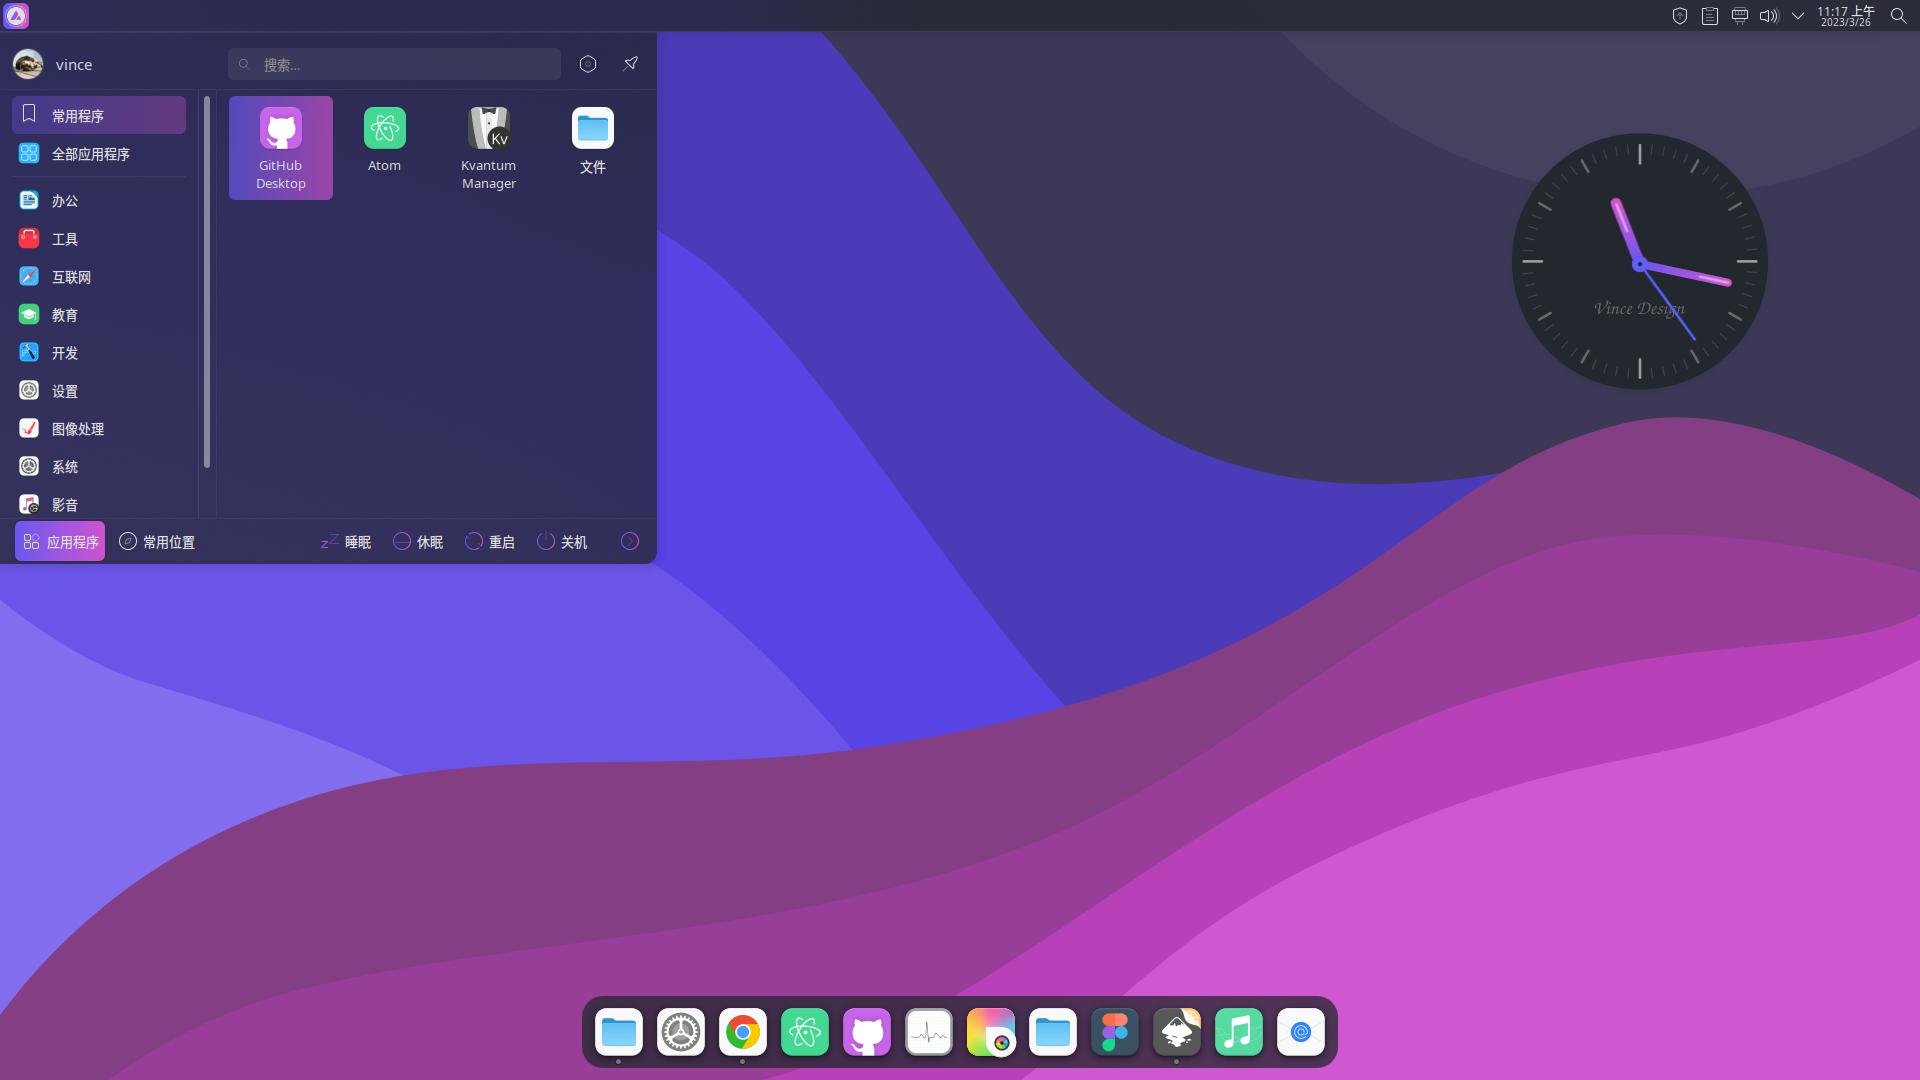 11:17 上午
2023/3/26
vince
搜索...
常用程序
全部应用程序
办公
工具
互联网
教育
开发
设置
图像处理
系统
影音
GitHub
Desktop
Atom
Kvantum
Manager
Kv
文件
应用程序
常用位置
zZ 睡眠
休眠
重启
关机
Vince Design